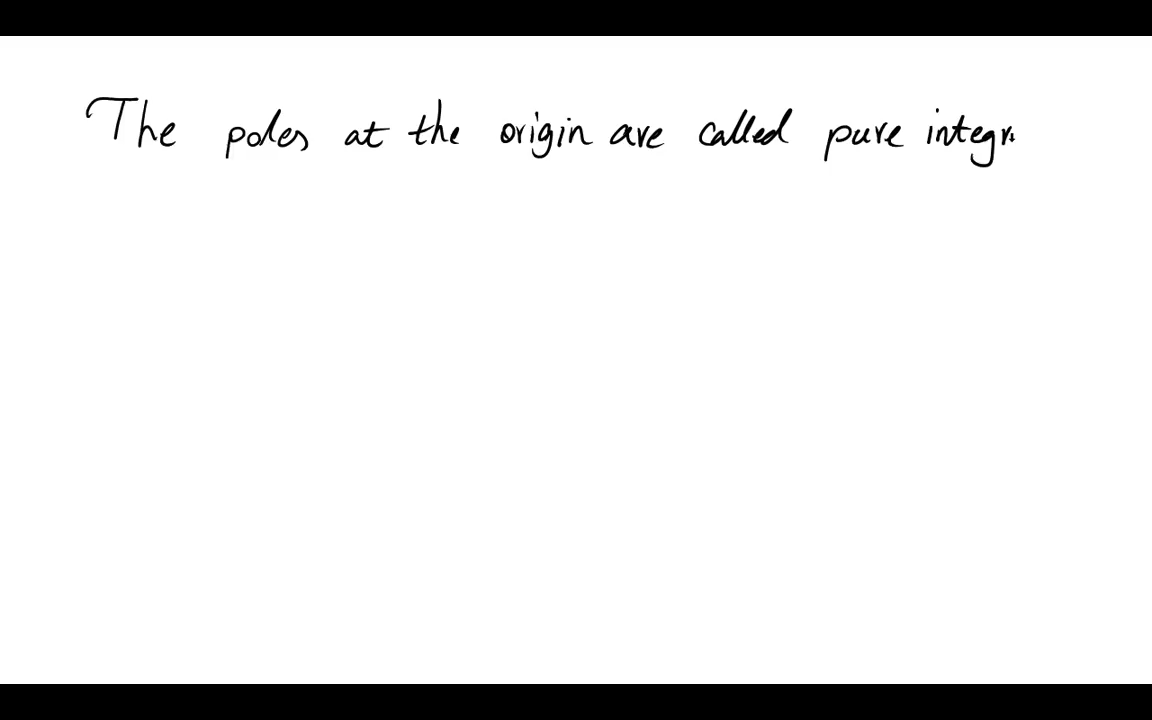 The poles at the origin are called pure integr